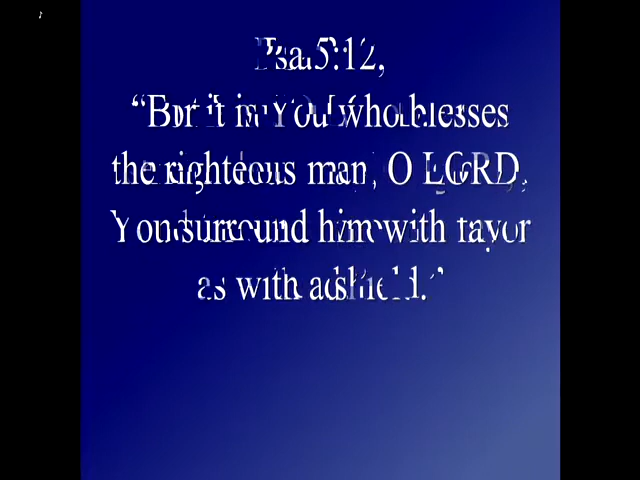 Psa.5:12,
“For it is You who blesses
the righteous man, O LORD,
You surround him with favor
as with a shield.”